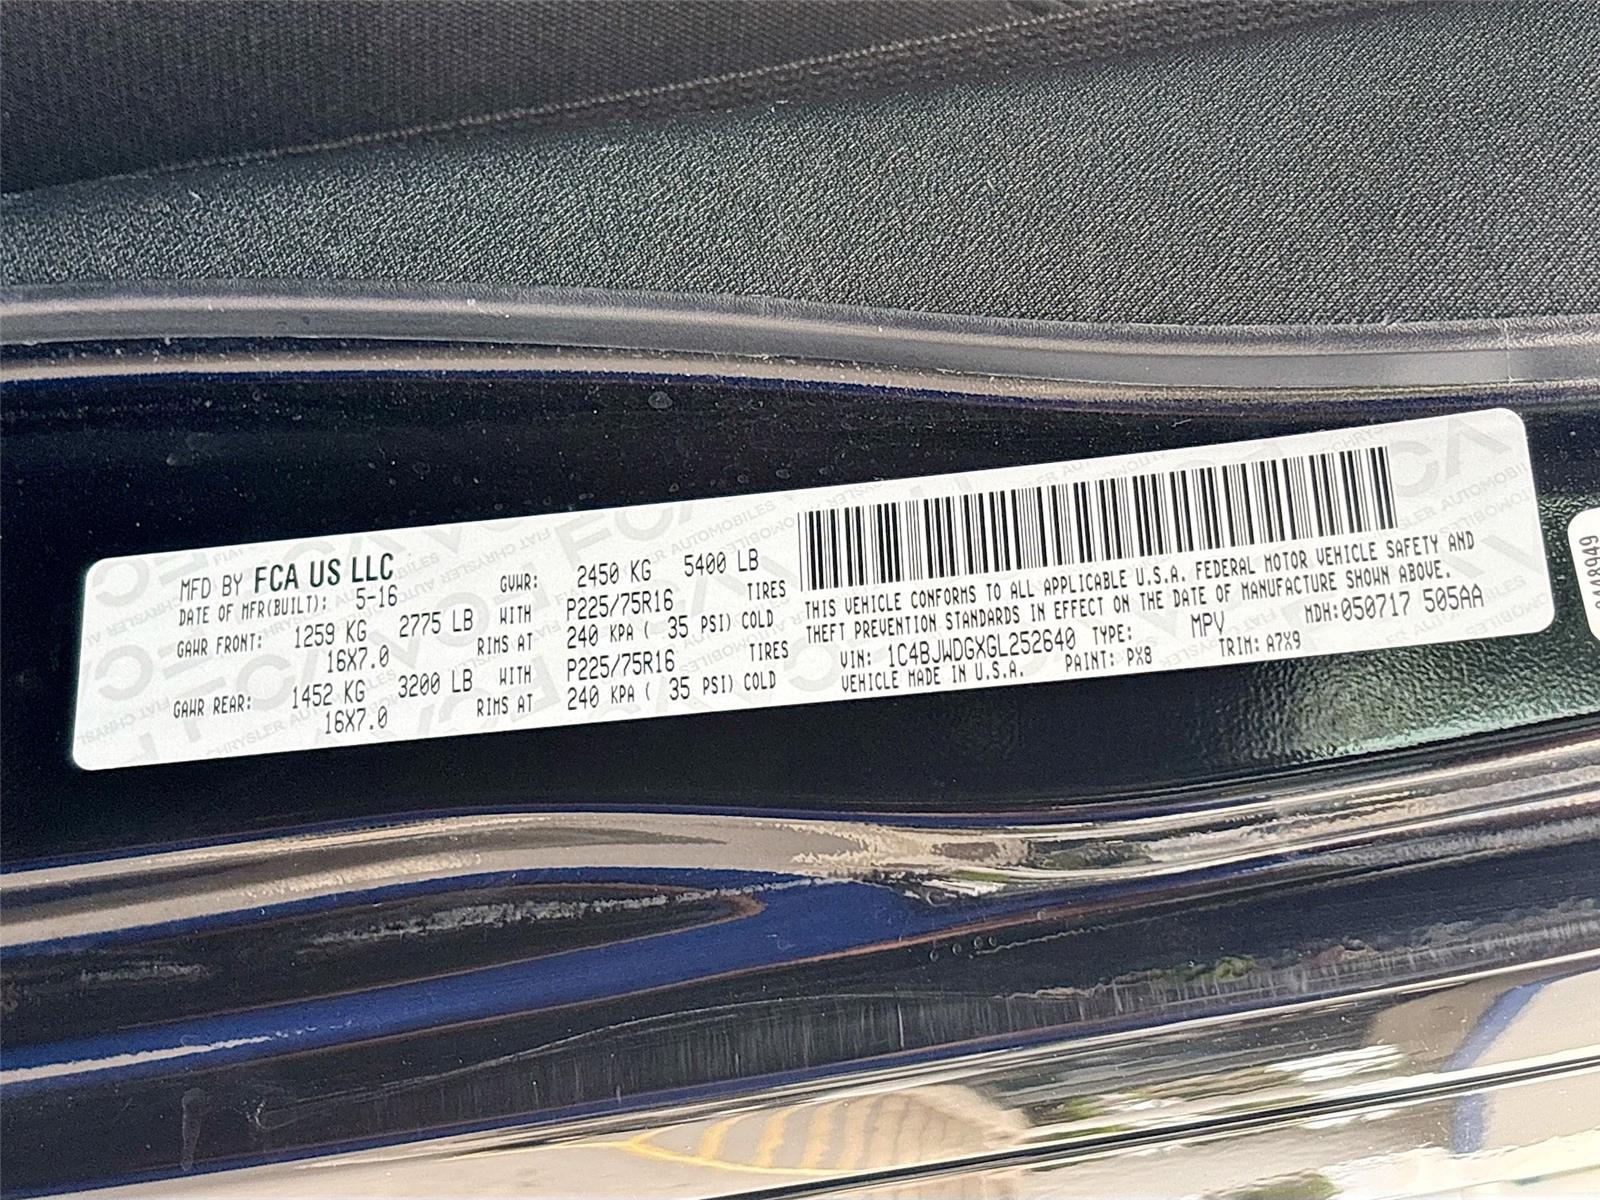 MFD BY FCA US LLC
DATE OF MFR(BUILT): 5-16 GVWR: 2450 KG 5400 LB
GAWR FRONT: 1259 KG 2775 LB WITH P225/75R16 TIRES
16X7.0 RIMS AT 240 KPA ( 35 PSI) COLD
GAWR REAR: 1452 KG 3200 LB WITH P225/75R16 TIRES
16X7.0 RIMS AT 240 KPA ( 35 PSI) COLD
THIS VEHICLE CONFORMS TO ALL APPLICABLE U.S.A. FEDERAL MOTOR VEHICLE SAFETY AND
THEFT PREVENTION STANDARDS IN EFFECT ON THE DATE OF MANUFACTURE SHOWN ABOVE.
VIN: 1C4BJWDGXGL252640 TYPE: MPV MDH:050717 505AA
VEHICLE MADE IN U.S.A. PAINT: PX8 TRIM: A7X9